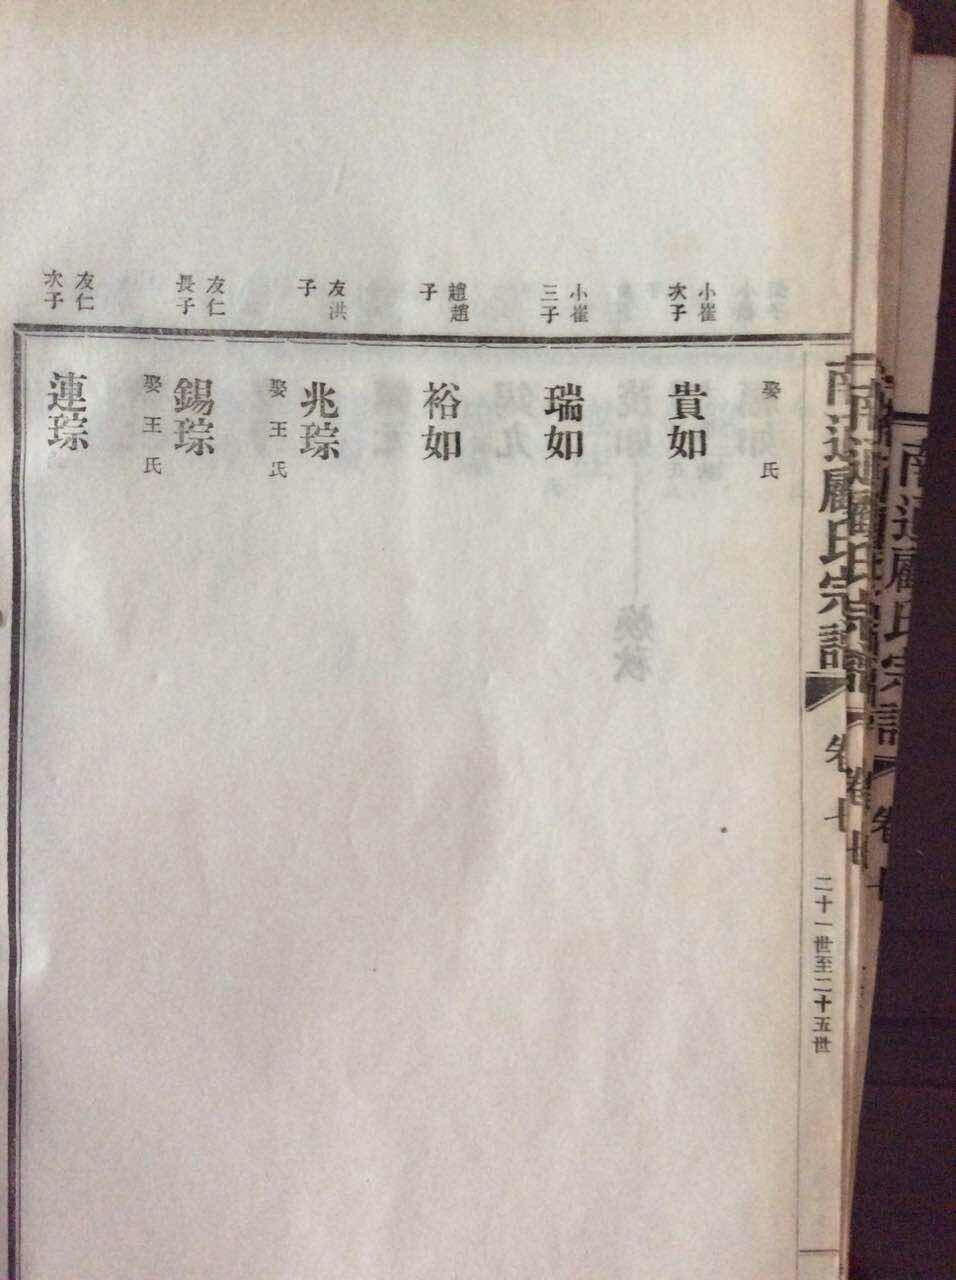 南通顧氏宗譜
卷七
二十一世至二十五世
娶 氏
小崔
次子
貴如
小崔
三子
瑞如
趙趙
子
裕如
友洪
子
兆琮
娶王氏
友仁
長子
錫琮
娶王氏
友仁
次子
連琮